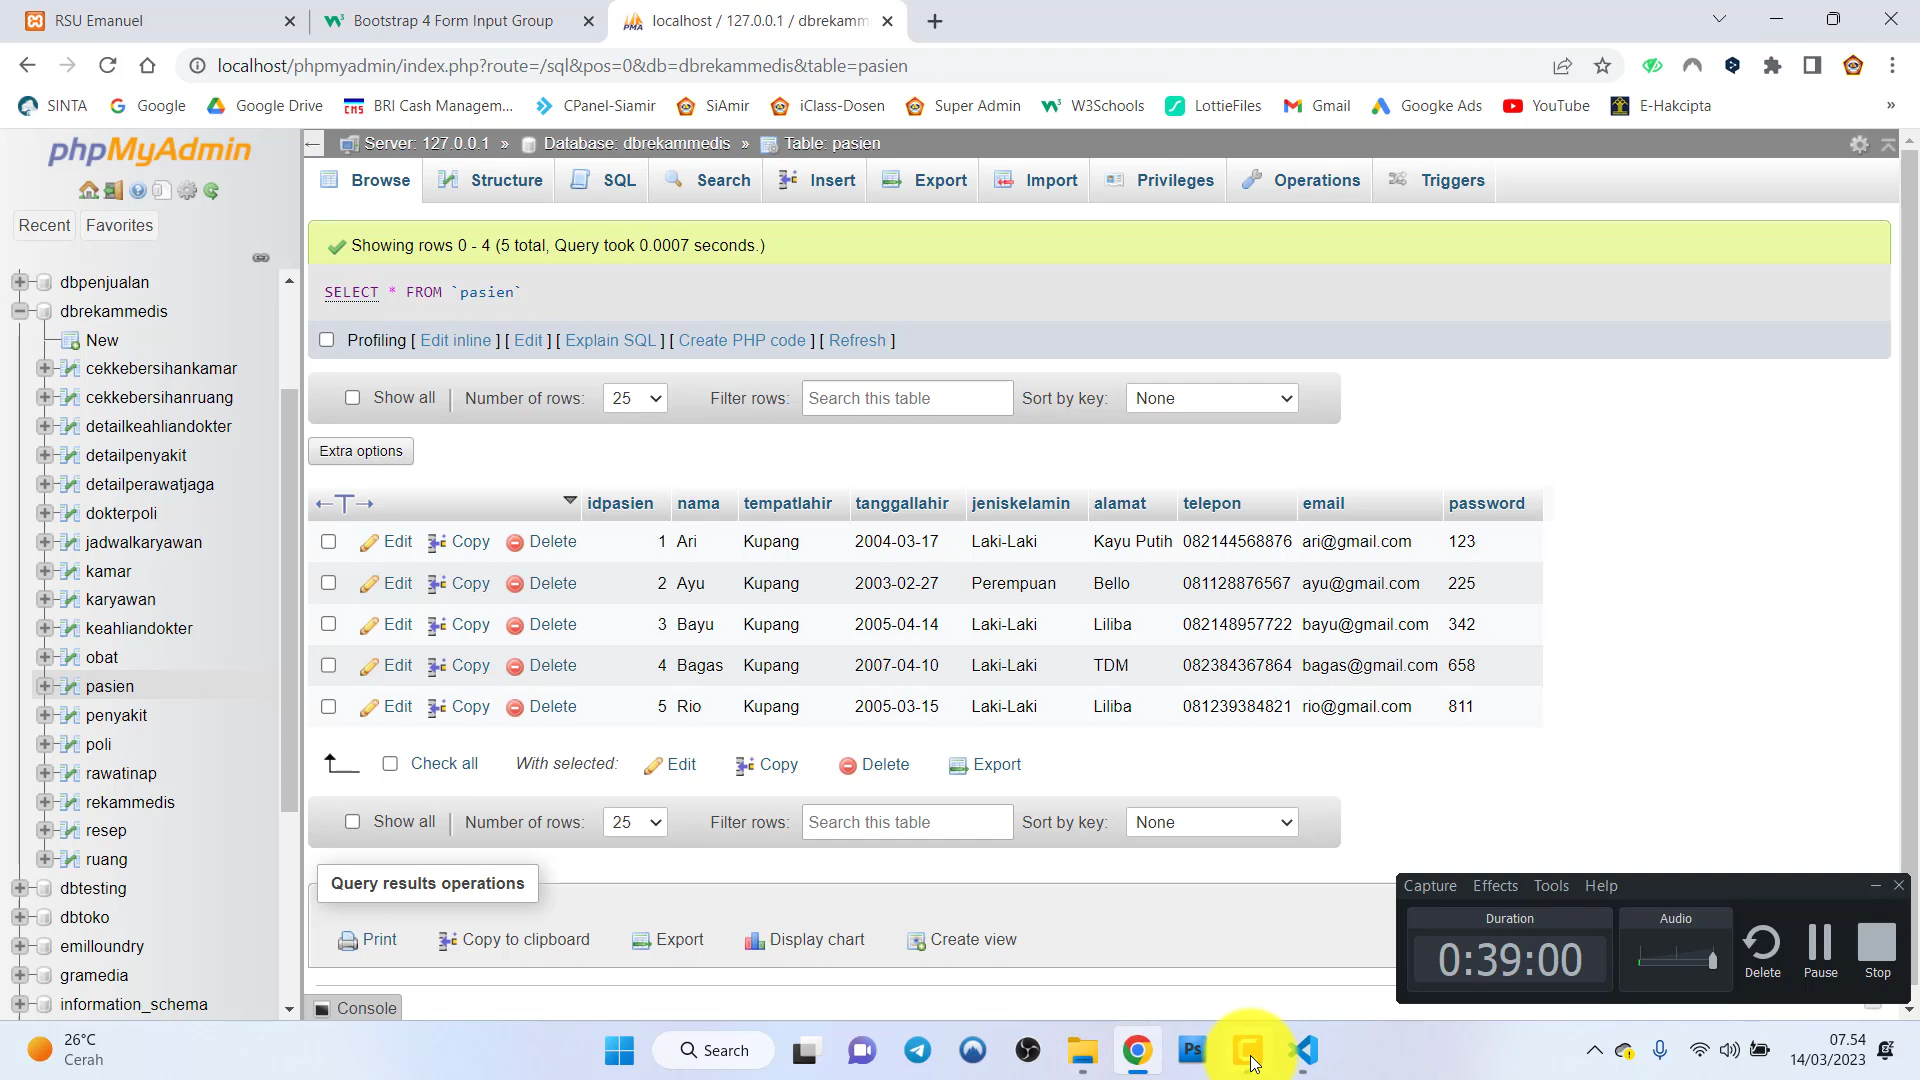 RSU Emanuel
Bootstrap 4 Form Input Group
localhost / 127.0.0.1 / dbrekamm
localhost/phpmyadmin/index.php?route=/sql&pos=0&db=dbrekammedis&table=pasien
SINTA
Google
Google Drive
BRI Cash Managem...
CPanel-Siamir
SiAmir
iClass-Dosen
Super Admin
W3Schools
LottieFiles
Gmail
Googke Ads
YouTube
E-Hakcipta
»
phpMyAdmin
Recent
Favorites
dbpenjualan
dbrekammedis
New
cekkebersihankamar
cekkebersihanruang
detailkeahliandokter
detailpenyakit
detailperawatjaga
dokterpoli
jadwalkaryawan
kamar
karyawan
keahliandokter
obat
pasien
penyakit
poli
rawatinap
rekammedis
resep
ruang
dbtesting
dbtoko
emilloundry
gramedia
information_schema
Server: 127.0.0.1 » Database: dbrekammedis » Table: pasien
Browse Structure SQL Search Insert Export Import Privileges Operations Triggers
Showing rows 0 - 4 (5 total, Query took 0.0007 seconds.)
SELECT * FROM `pasien`
Profiling [ Edit inline ] [ Edit ] [ Explain SQL ] [ Create PHP code ] [ Refresh ]
Show all Number of rows: 25 Filter rows: Search this table Sort by key: None
Extra options
idpasien nama tempatlahir tanggallahir jeniskelamin alamat telepon email password
Edit Copy Delete 1 Ari Kupang 2004-03-17 Laki-Laki Kayu Putih 082144568876 ari@gmail.com 123
Edit Copy Delete 2 Ayu Kupang 2003-02-27 Perempuan Bello 081128876567 ayu@gmail.com 225
Edit Copy Delete 3 Bayu Kupang 2005-04-14 Laki-Laki Liliba 082148957722 bayu@gmail.com 342
Edit Copy Delete 4 Bagas Kupang 2007-04-10 Laki-Laki TDM 082384367864 bagas@gmail.com 658
Edit Copy Delete 5 Rio Kupang 2005-03-15 Laki-Laki Liliba 081239384821 rio@gmail.com 811
Check all With selected: Edit Copy Delete Export
Show all Number of rows: 25 Filter rows: Search this table Sort by key: None
Query results operations
Print Copy to clipboard Export Display chart Create view
Console
Capture Effects Tools Help
Duration
0:39:00
Audio
Delete Pause Stop
26°C
Cerah
Search
Ps
07.54
14/03/2023